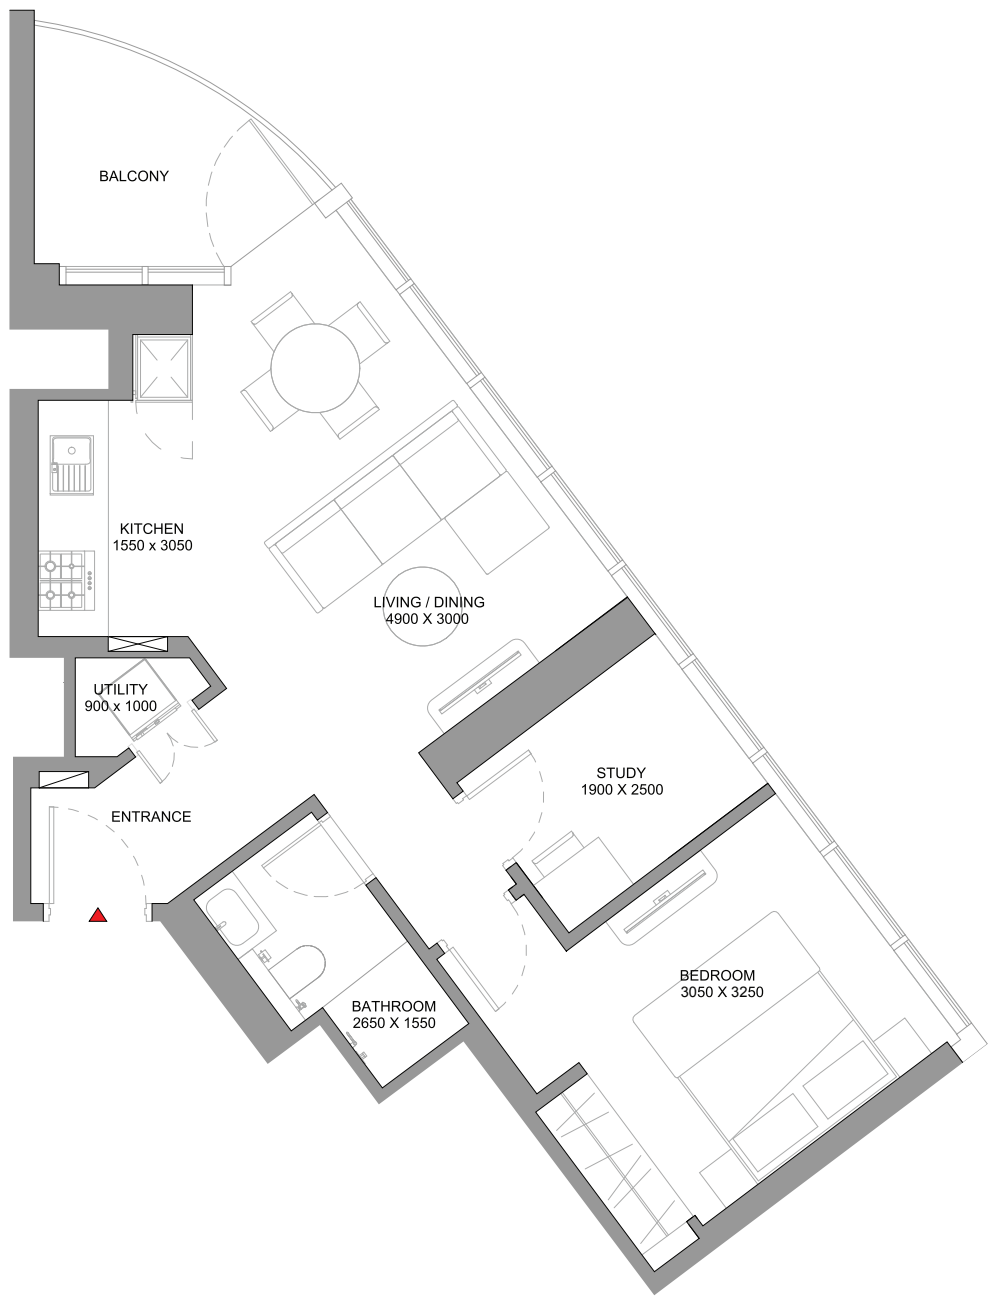 BALCONY
KITCHEN
1550 x 3050
LIVING / DINING
4900 X 3000
UTILITY
900 x 1000
STUDY
1900 X 2500
ENTRANCE
BEDROOM
3050 X 3250
BATHROOM
2650 X 1550